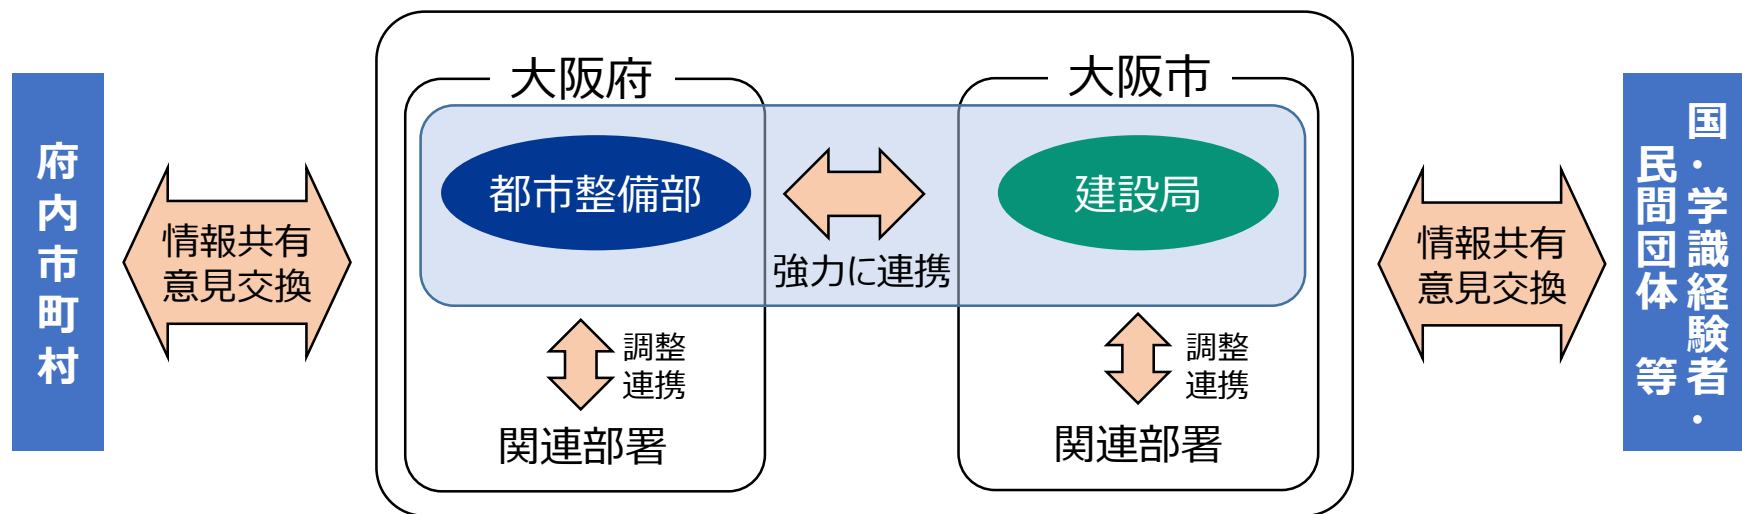 大阪府
大阪市
府内市町村
情報共有
意見交換
都市整備部
建設局
強力に連携
調整
連携
関連部署
調整
連携
関連部署
情報共有
意見交換
国・学識経験者・
民間団体　等